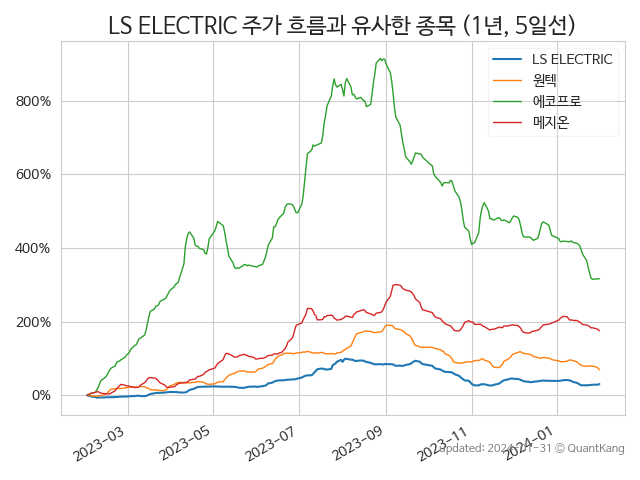 LS ELECTRIC 주가 흐름과 유사한 종목 (1년, 5일선)
LS ELECTRIC
원텍
에코프로
메지온
800%
600%
400%
200%
0%
2023-03
2023-05
2023-07
2023-09
2023-11
2024-01
updated: 2024-01-31 © QuantKang